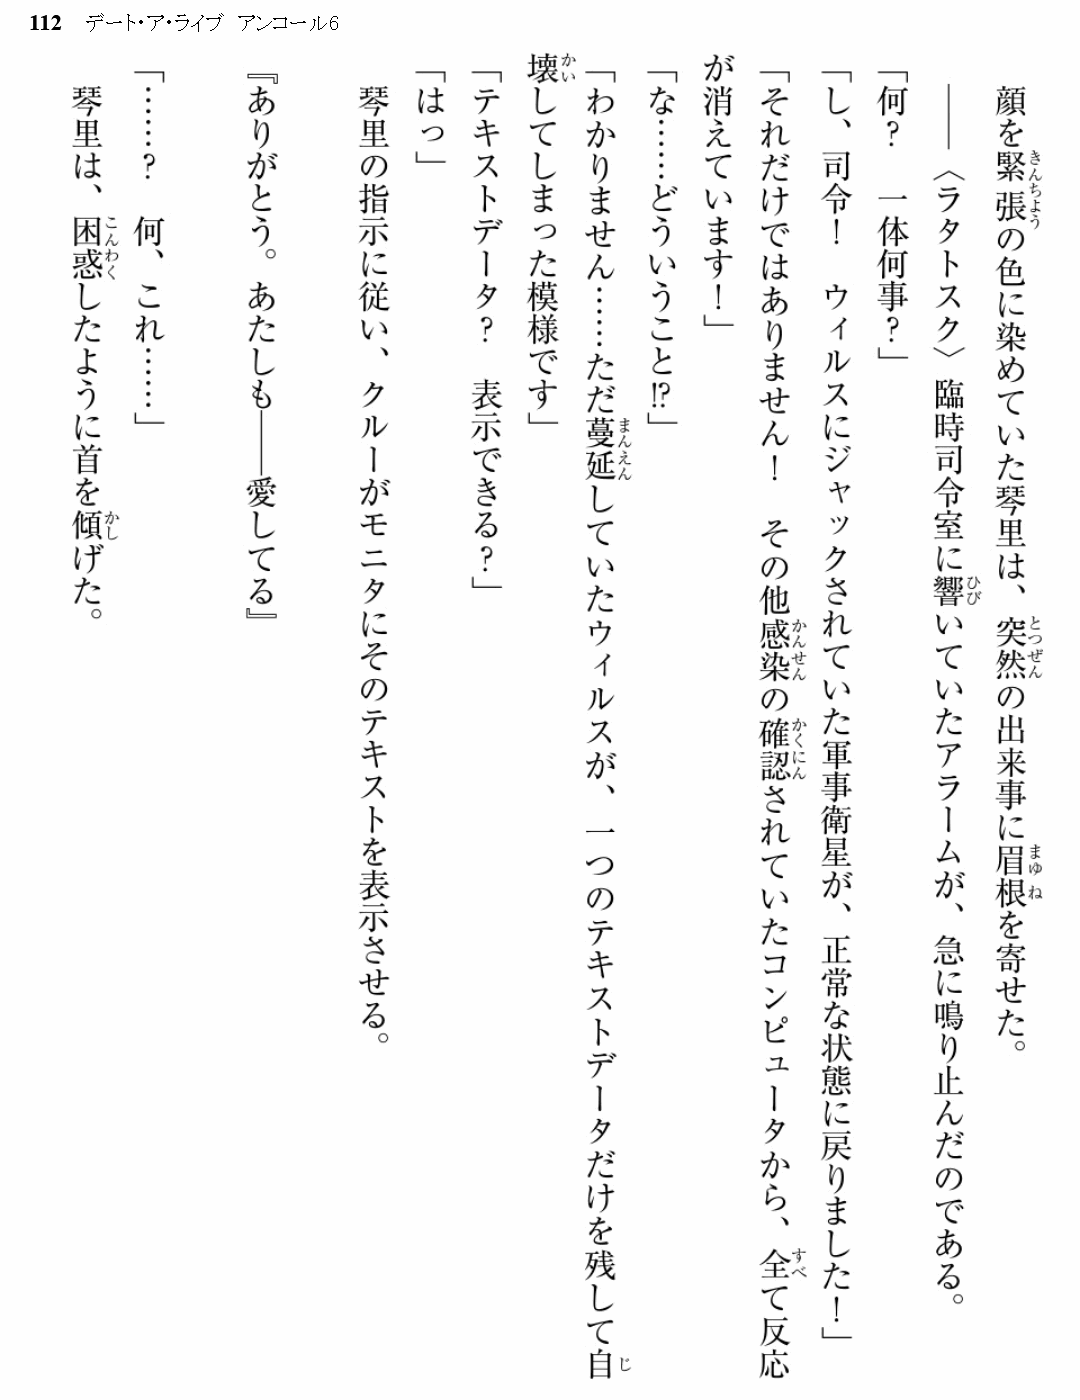 112 デート・ア・ライブ アンコール6
顔を緊張の色に染めていた琴里は、突然の出来事に眉根を寄せた。
――〈ラタトスク〉臨時司令室に響いていたアラームが、急に鳴り止んだのである。
「何?　一体何事?」
「し、司令!　ウィルスにジャックされていた軍事衛星が、正常な状態に戻りました!」
「それだけではありません!　その他感染の確認されていたコンピュータから、全て反応
が消えています!」
「な……どういうこと!?」
「わかりません……ただ蔓延していたウィルスが、一つのテキストデータだけを残して自
壊してしまった模様です」
「テキストデータ?　表示できる?」
「はっ」
琴里の指示に従い、クルーがモニタにそのテキストを表示させる。
『ありがとう。あたしも――愛してる』
「……?　何、これ……」
琴里は、困惑したように首を傾げた。